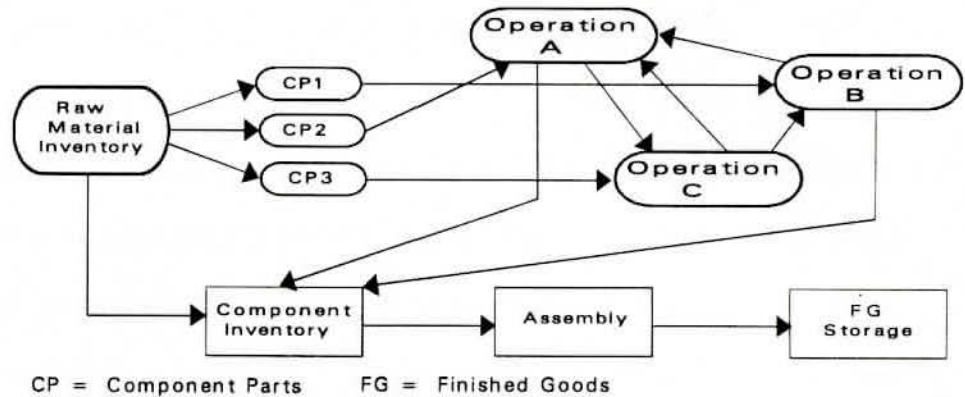 Operation
A
CP1
Operation
B
Raw
Material
Inventory
CP2
CP3
Operation
C
Component
Inventory
Assembly
FG
Storage
CP = Component Parts FG = Finished Goods